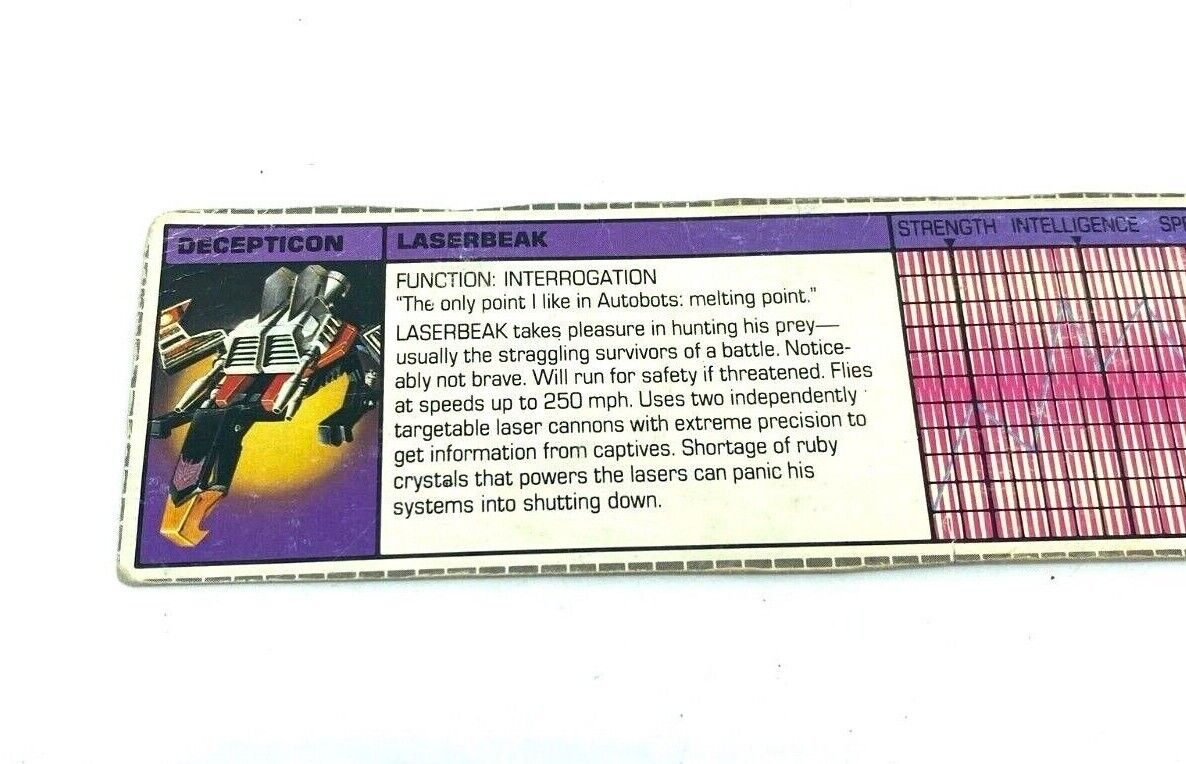 DECEPTICON
LASERBEAK
FUNCTION: INTERROGATION
"The only point I like in Autobots: melting point."
LASERBEAK takes pleasure in hunting his prey—
usually the straggling survivors of a battle. Notice-
ably not brave. Will run for safety if threatened. Flies
at speeds up to 250 mph. Uses two independently
targetable laser cannons with extreme precision to
get information from captives. Shortage of ruby
crystals that powers the lasers can panic his
systems into shutting down.
STRENGTH INTELLIGENCE SPE